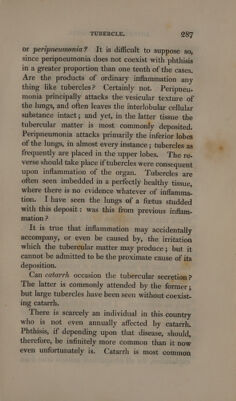 TUBERCLE. 287
or peripneumonia? It is difficult to suppose so,
since peripneumonia does not coexist with phthisis
in a greater proportion than one tenth of the cases.
Are the products of ordinary inflammation any
thing like tubercles? Certainly not. Peripneu-
monia principally attacks the vesicular texture of
the lungs, and often leaves the interlobular cellular
substance intact; and yet, in the latter tissue the
tubercular matter is most commonly deposited.
Peripneumonia attacks primarily the inferior lobes
of the lungs, in almost every instance; tubercles as
frequently are placed in the upper lobes. The re-
verse should take place if tubercles were consequent
upon inflammation of the organ. Tubercles are
often seen imbedded in a perfectly healthy tissue,
where there is no evidence whatever of inflamma-
tion. I have seen the lungs of a fœtus studded
with this deposit: was this from previous inflam-
mation?
It is true that inflammation may accidentally
accompany, or even be caused by, the irritation
which the tubercular matter may produce; but it
cannot be admitted to be the proximate cause of its
deposition.
Can catarrh occasion the tubercular secretion?
The latter is commonly attended by the former;
but large tubercles have been seen without coexist-
ing catarrh.
There is scarcely an individual in this country
who is not even annually affected by catarrh.
Phthisis, if depending upon that disease, should,
therefore, be infinitely more common than it now
even unfortunately is. Catarrh is most common